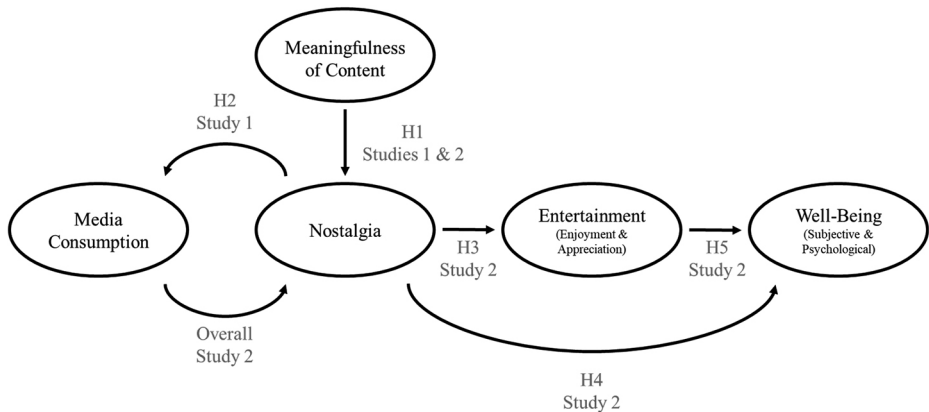 Meaningfulness
of Content
H2
Study 1
H1
Studies 1 & 2
Media
Consumption
Nostalgia
Entertainment
(Enjoyment &
Appreciation)
Well-Being
(Subjective &
Psychological)
H3
Study 2
H5
Study 2
Overall
Study 2
H4
Study 2